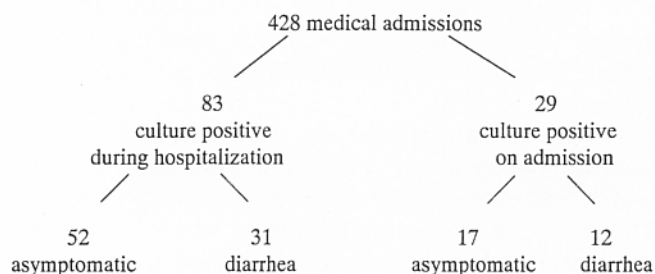 428 medical admissions
83 29
culture positive culture positive
during hospitalization on admission
52 31 17 12
asymptomatic diarrhea asymptomatic diarrhea